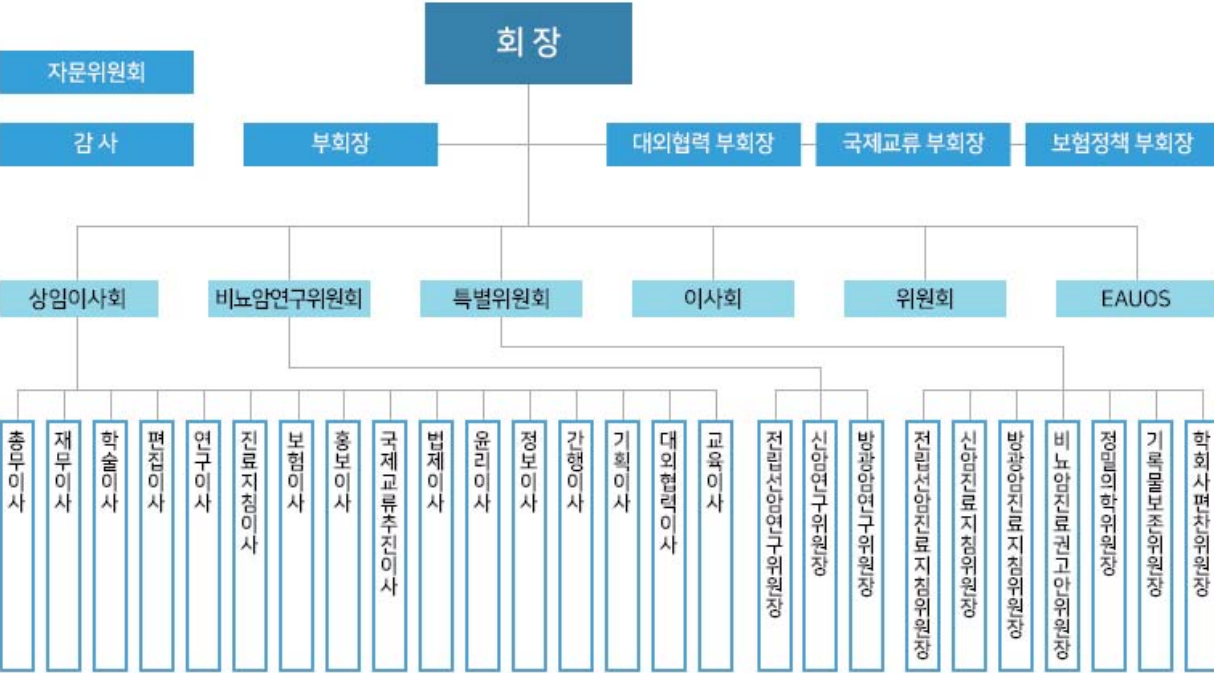 회 장
자문위원회
감 사
부회장
대외협력 부회장
국제교류 부회장
보험정책 부회장
상임이사회
비뇨암연구위원회
특별위원회
이사회
위원회
EAUOS
총무이사
재무이사
학술이사
편집이사
연구이사
진료지침이사
보험이사
홍보이사
국제교류추진이사
법제이사
윤리이사
정보이사
간행이사
기획이사
대외협력이사
교육이사
전립선암연구위원장
신암연구위원장
방광암연구위원장
전립선암진료지침위원장
신암진료지침위원장
방광암진료지침위원장
비뇨암진료권고안위원장
정밀의학위원장
기록물보존위원장
학회사편찬위원장